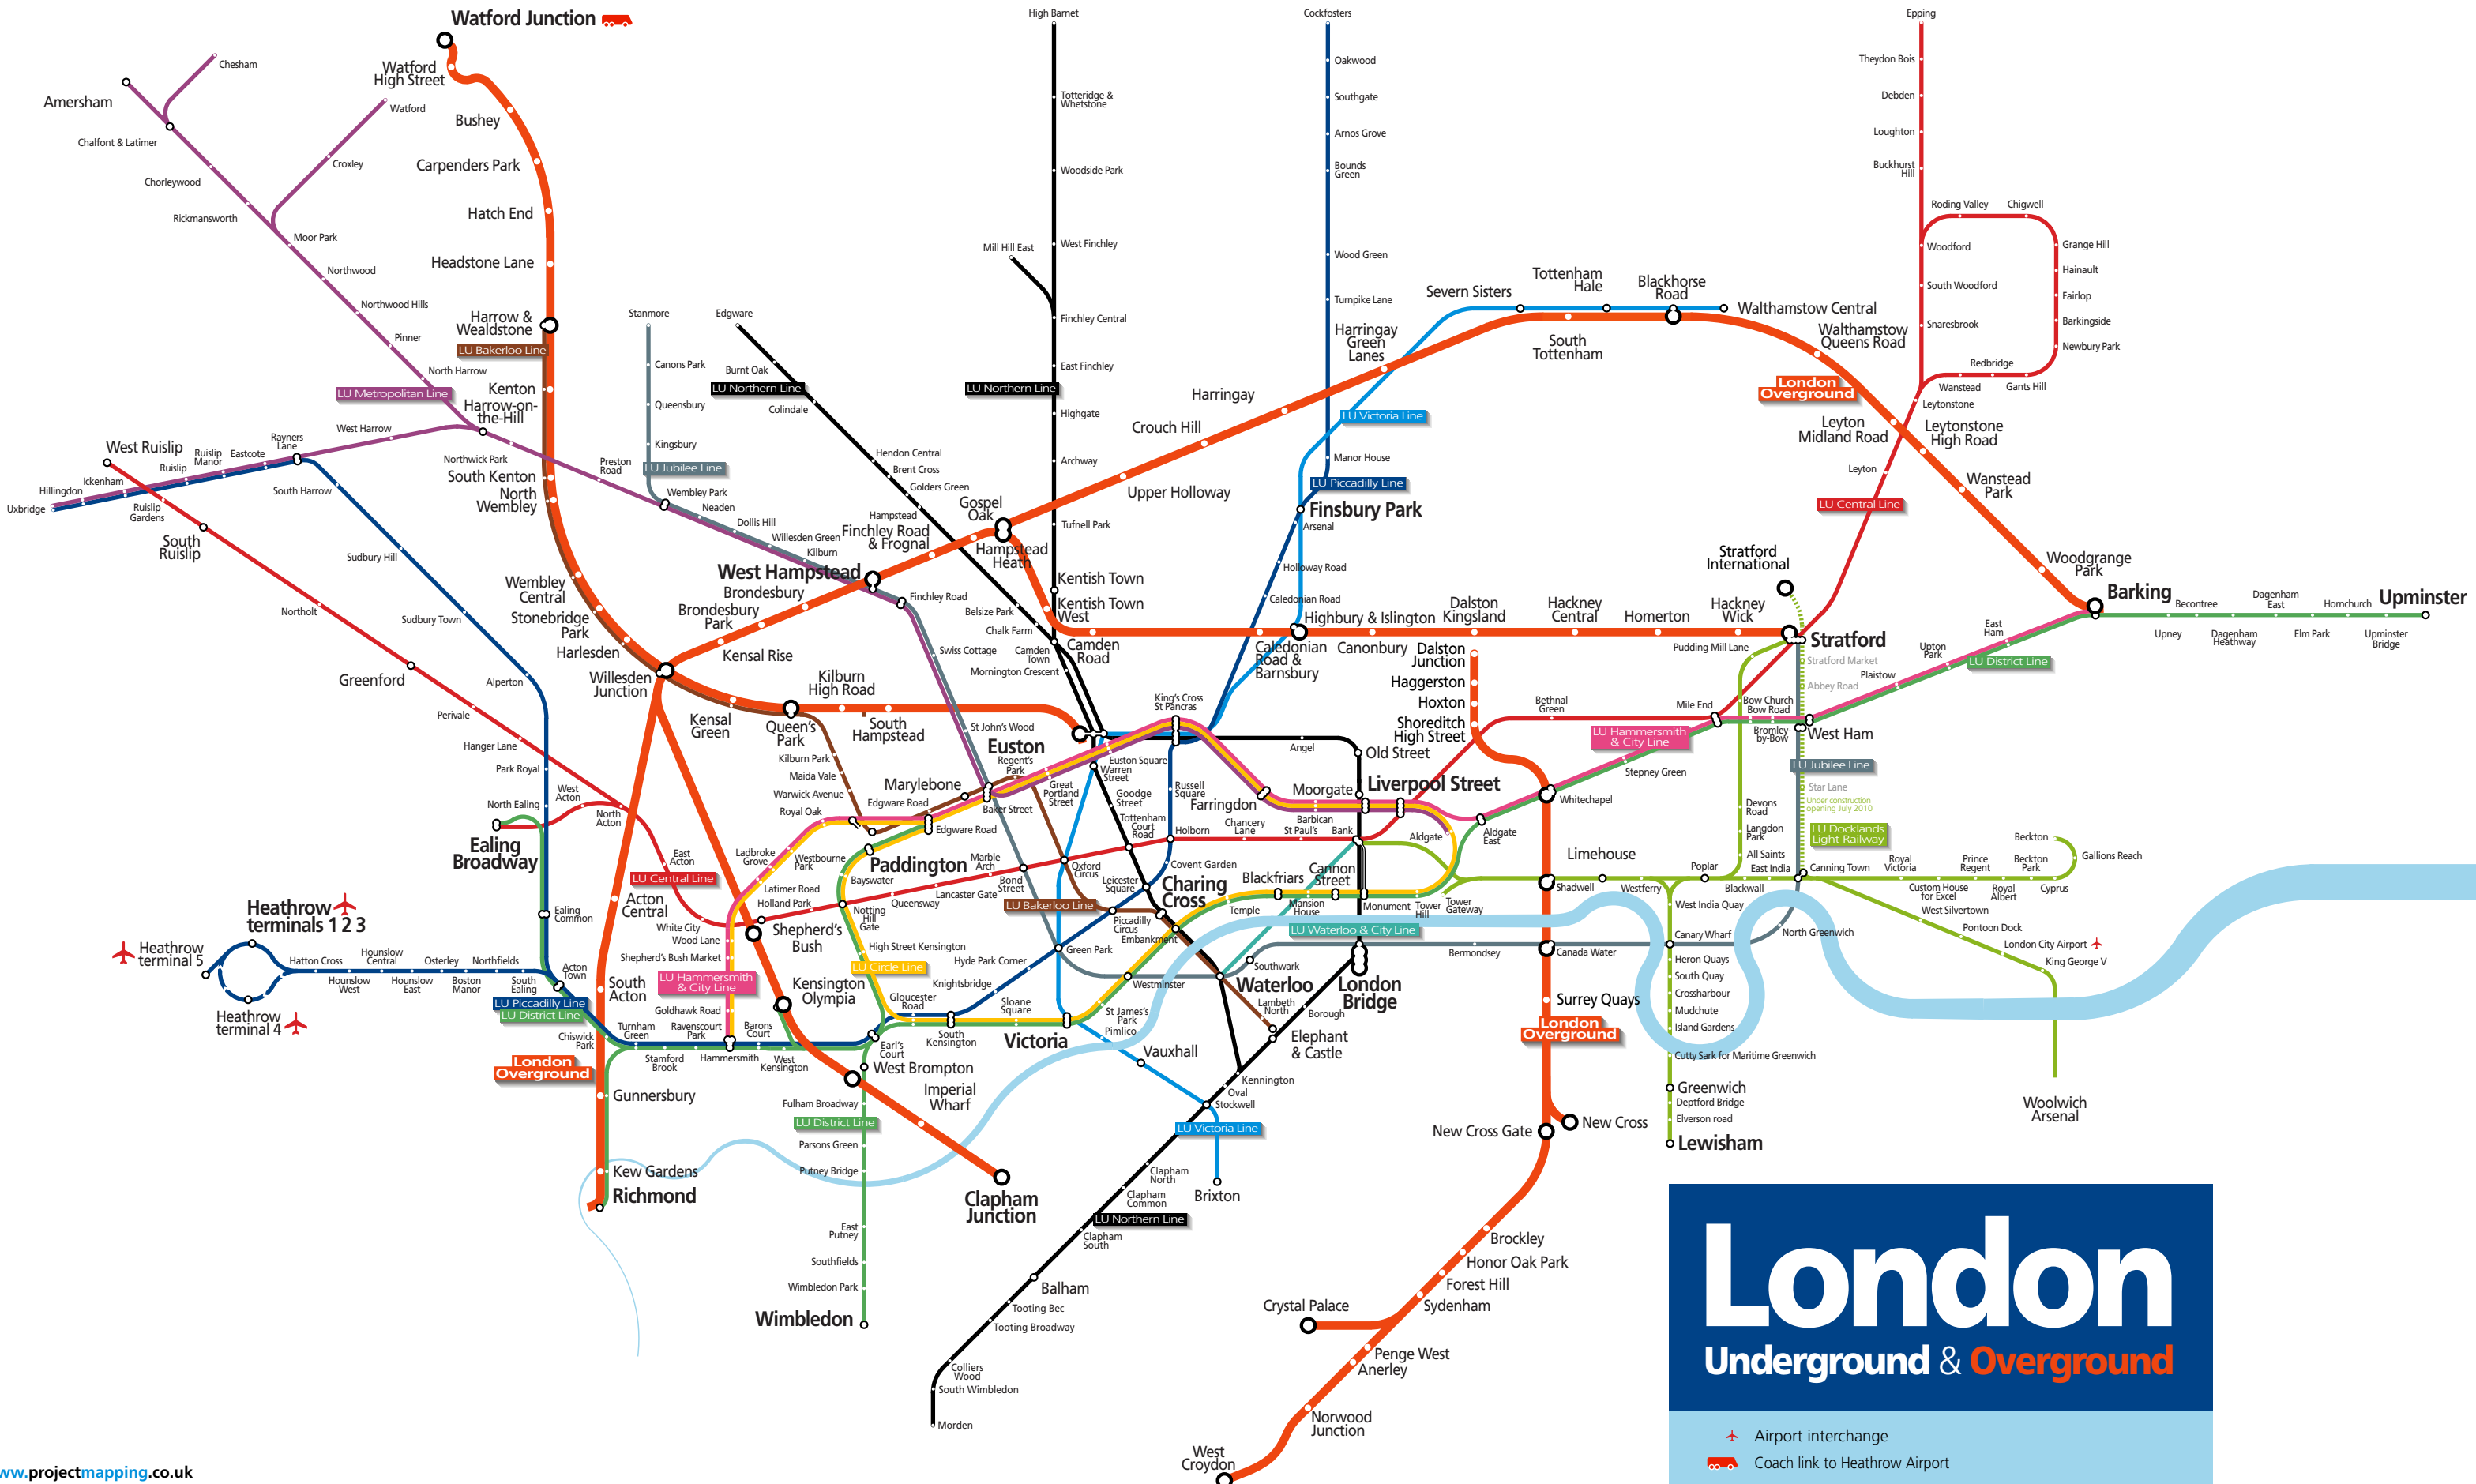 Watford Junction
High Barnet
Cockfosters
Epping
Chesham
Watford
High Street
Oakwood
Theydon Bois
Amersham
Watford
Totteridge &
Whetstone
Southgate
Debden
Bushey
Chalfont & Latimer
Croxley
Carpenders Park
Arnos Grove
Loughton
Chorleywood
Woodside Park
Bounds
Green
Buckhurst
Hill
Rickmansworth
Hatch End
Roding Valley
Chigwell
Moor Park
Mill Hill East
West Finchley
Wood Green
Woodford
Grange Hill
Northwood
Headstone Lane
Hainault
Northwood Hills
Stanmore
Edgware
Finchley Central
Turnpike Lane
Severn Sisters
Tottenham
Hale
Blackhorse
Road
Walthamstow Central
South Woodford
Fairlop
Harrow &
Wealdstone
Harringay
Green
Lanes
South
Tottenham
Walthamstow
Queens Road
Snaresbrook
Barkingside
Pinner
LU Bakerloo Line
Canons Park
Burnt Oak
East Finchley
Newbury Park
North Harrow
LU Metropolitan Line
Kenton
Harrow-on-
the-Hill
Queensbury
LU Northern Line
Colindale
LU Northern Line
Highgate
Harringay
LU Victoria Line
London
Overground
Redbridge
Wanstead
Gants Hill
Leytonstone
West Harrow
Crouch Hill
Leyton
Midland Road
Leytonstone
High Road
West Ruislip
Rayners
Lane
Eastcote
Ruislip
Manor
Ruislip
Ickenham
Hillingdon
Uxbridge
Ruislip
Gardens
South Harrow
Northwick Park
South Kenton
North
Wembley
Preston
Road
Kingsbury
LU Jubilee Line
Wembley Park
Neaden
Dollis Hill
Willesden Green
Kilburn
Hendon Central
Brent Cross
Golders Green
Hampstead
Finchley Road
& Frognal
Gospel
Oak
Hampstead
Heath
Archway
Upper Holloway
Tufnell Park
Manor House
LU Piccadilly Line
Finsbury Park
Arsenal
Leyton
LU Central Line
Wanstead
Park
South
Ruislip
Sudbury Hill
Wembley
Central
Stonebridge
Park
Harlesden
Willesden
Junction
West Hampstead
Brondesbury
Brondesbury
Park
Kensal Rise
Finchley Road
Belsize Park
Chalk Farm
Swiss Cottage
Camden
Town
Mornington Crescent
Kentish Town
Kentish Town
West
Camden
Road
Holloway Road
Caledonian Road
Highbury & Islington
Caledonian
Road &
Barnsbury
Canonbury
Dalston
Kingsland
Hackney
Central
Homerton
Hackney
Wick
Stratford
International
Stratford
Woodgrange
Park
Barking
Becontree
Dagenham
East
Hornchurch
Upminster
Upney
Dagenham
Heathway
Elm Park
Upminster
Bridge
East
Ham
Upton
Park
LU District Line
Plaistow
Northolt
Sudbury Town
Greenford
Alperton
Perivale
Hanger Lane
Park Royal
Kensal
Green
Queen's
Park
Kilburn
High Road
South
Hampstead
Kilburn Park
Maida Vale
Warwick Avenue
Royal Oak
St John's Wood
Euston
King's Cross
St Pancras
Dalston
Junction
Haggerston
Hoxton
Shoreditch
High Street
Pudding Mill Lane
Stratford Market
Abbey Road
Bethnal
Green
Mile End
Bow Church
Bow Road
Bromley-
by-Bow
West Ham
LU Hammersmith
& City Line
Stepney Green
LU Jubilee Line
Star Lane
Under construction
opening July 2010
Angel
Old Street
Marylebone
Regent's
Park
Edgware Road
Baker Street
Great
Portland
Street
Euston Square
Warren
Street
Goodge
Street
Russell
Square
Farringdon
Moorgate
Barbican
Liverpool Street
Whitechapel
North Ealing
West
Acton
North
Acton
Ealing
Broadway
East
Acton
LU Central Line
Ladbroke
Grove
Westbourne
Park
Latimer Road
Holland Park
Edgware Road
Paddington
Bayswater
Queensway
Lancaster Gate
Marble
Arch
Bond
Street
Oxford
Circus
Tottenham
Court
Road
Holborn
Chancery
Lane
St Paul's
Bank
Aldgate
Aldgate
East
Devons
Road
Langdon
Park
All Saints
LU Docklands
Light Railway
Beckton
Gallions Reach
Covent Garden
Leicester
Square
Charing
Cross
Blackfriars
Cannon
Street
Mansion
House
Temple
Monument
Tower
Hill
Tower
Gateway
Limehouse
Shadwell
Westferry
Poplar
Blackwall
East India
Canning Town
Royal
Victoria
Custom House
for Excel
Prince
Regent
Royal
Albert
Beckton
Park
Cyprus
Heathrow
terminals 1 2 3
Heathrow
terminal 5
Heathrow
terminal 4
Hatton Cross
Hounslow
West
Hounslow
Central
Hounslow
East
Osterley
Boston
Manor
Northfields
South
Ealing
Ealing
Common
Acton
Town
LU Piccadilly Line
LU District Line
Acton
Central
South
Acton
White City
Wood Lane
Shepherd's Bush Market
LU Hammersmith
& City Line
Goldhawk Road
Shepherd's
Bush
Kensington
Olympia
Notting
Hill
Gate
High Street Kensington
LU Circle Line
Gloucester
Road
LU Bakerloo Line
Piccadilly
Circus
Embankment
Green Park
Hyde Park Corner
Knightsbridge
Sloane
Square
Westminster
LU Waterloo & City Line
Southwark
Waterloo
London
Bridge
Bermondsey
Canada Water
West India Quay
Canary Wharf
Heron Quays
South Quay
Crossharbour
Mudchute
Island Gardens
Cutty Sark for Maritime Greenwich
North Greenwich
West Silvertown
Pontoon Dock
London City Airport
King George V
Chiswick
Park
Turnham
Green
Stamford
Brook
Ravenscourt
Park
Hammersmith
Barons
Court
West
Kensington
Earl's
Court
South
Kensington
Victoria
St James's
Park
Pimlico
Lambeth
North
Borough
Elephant
& Castle
Surrey Quays
London
Overground
London
Overground
Gunnersbury
West Brompton
Imperial
Wharf
Vauxhall
Kennington
Oval
Stockwell
Greenwich
Deptford Bridge
Elverson road
Lewisham
Woolwich
Arsenal
Fulham Broadway
LU District Line
Parsons Green
Putney Bridge
LU Victoria Line
New Cross Gate
New Cross
Kew Gardens
Richmond
Clapham
Junction
Clapham
North
Clapham
Common
Brixton
LU Northern Line
Clapham
South
East
Putney
Southfields
Wimbledon Park
Wimbledon
Balham
Tooting Bec
Tooting Broadway
Colliers
Wood
South Wimbledon
Morden
Brockley
Honor Oak Park
Forest Hill
Sydenham
Crystal Palace
Penge West
Anerley
Norwood
Junction
West
Croydon
London
Underground & Overground
Airport interchange
Coach link to Heathrow Airport
ww.projectmapping.co.uk